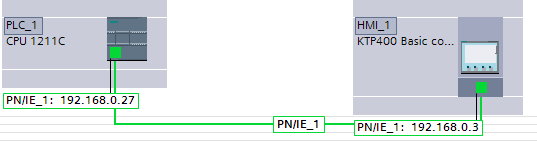 PLC_1
CPU 1211C
HMI_1
KTP400 Basic co...
PN/IE_1: 192.168.0.27
PN/IE_1
PN/IE_1: 192.168.0.3